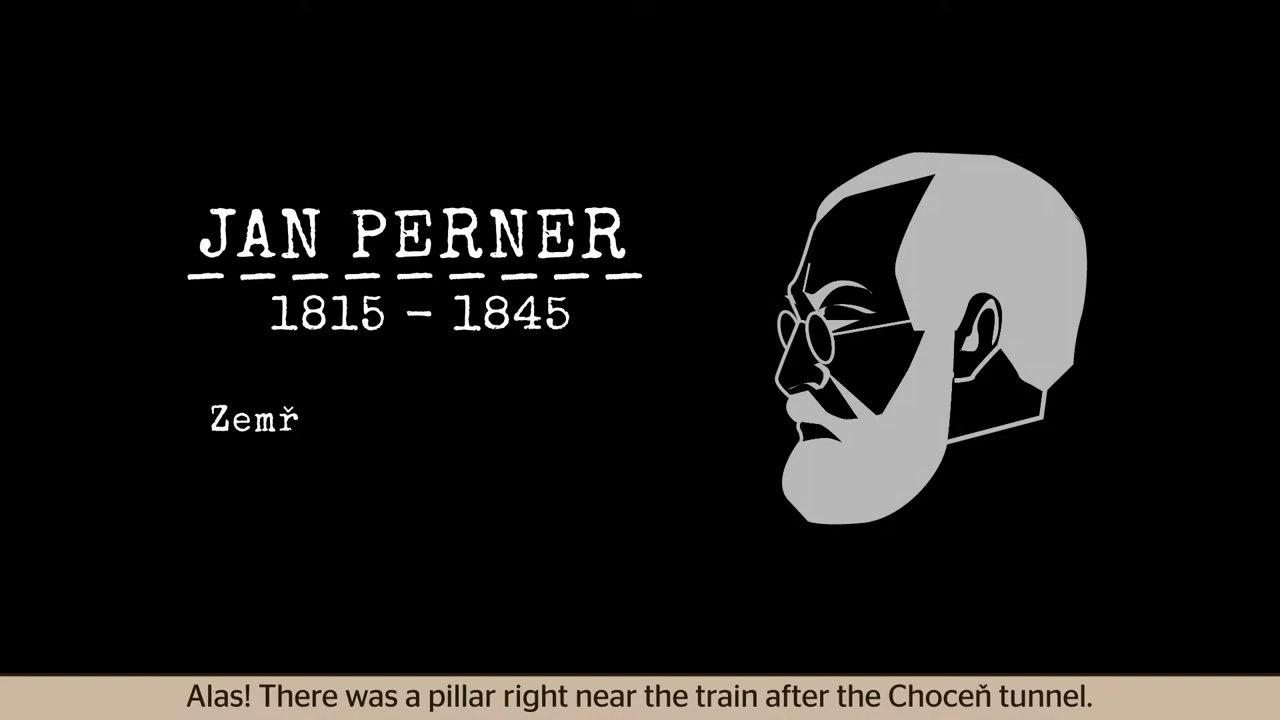 JAN PERNER
1815 - 1845
Zemř
Alas! There was a pillar right near the train after the Choceň tunnel.